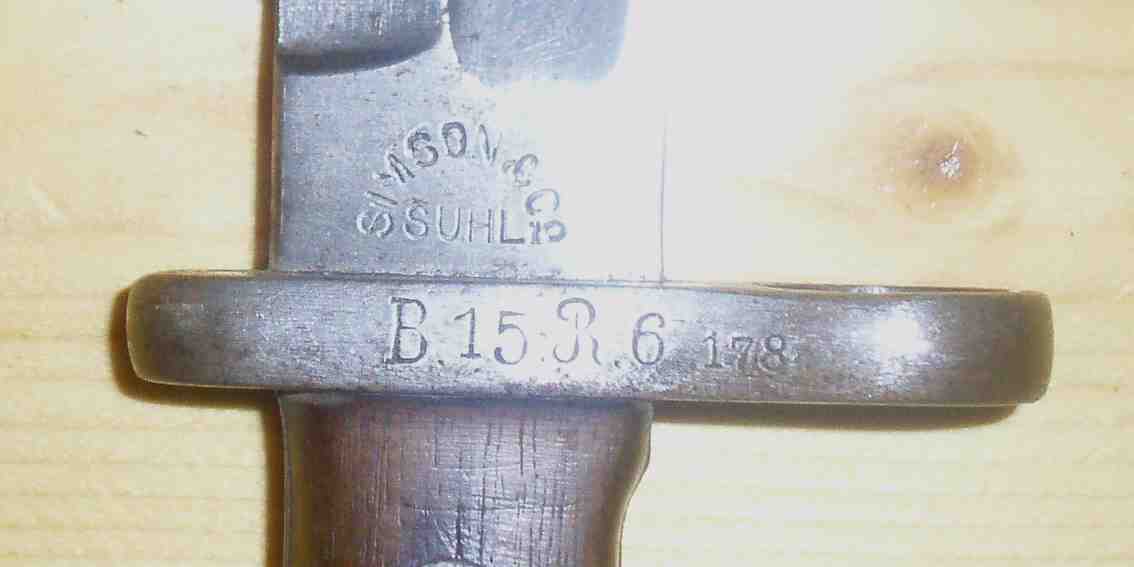 SIMSON & CO
SUHL
B.15.R.6 178